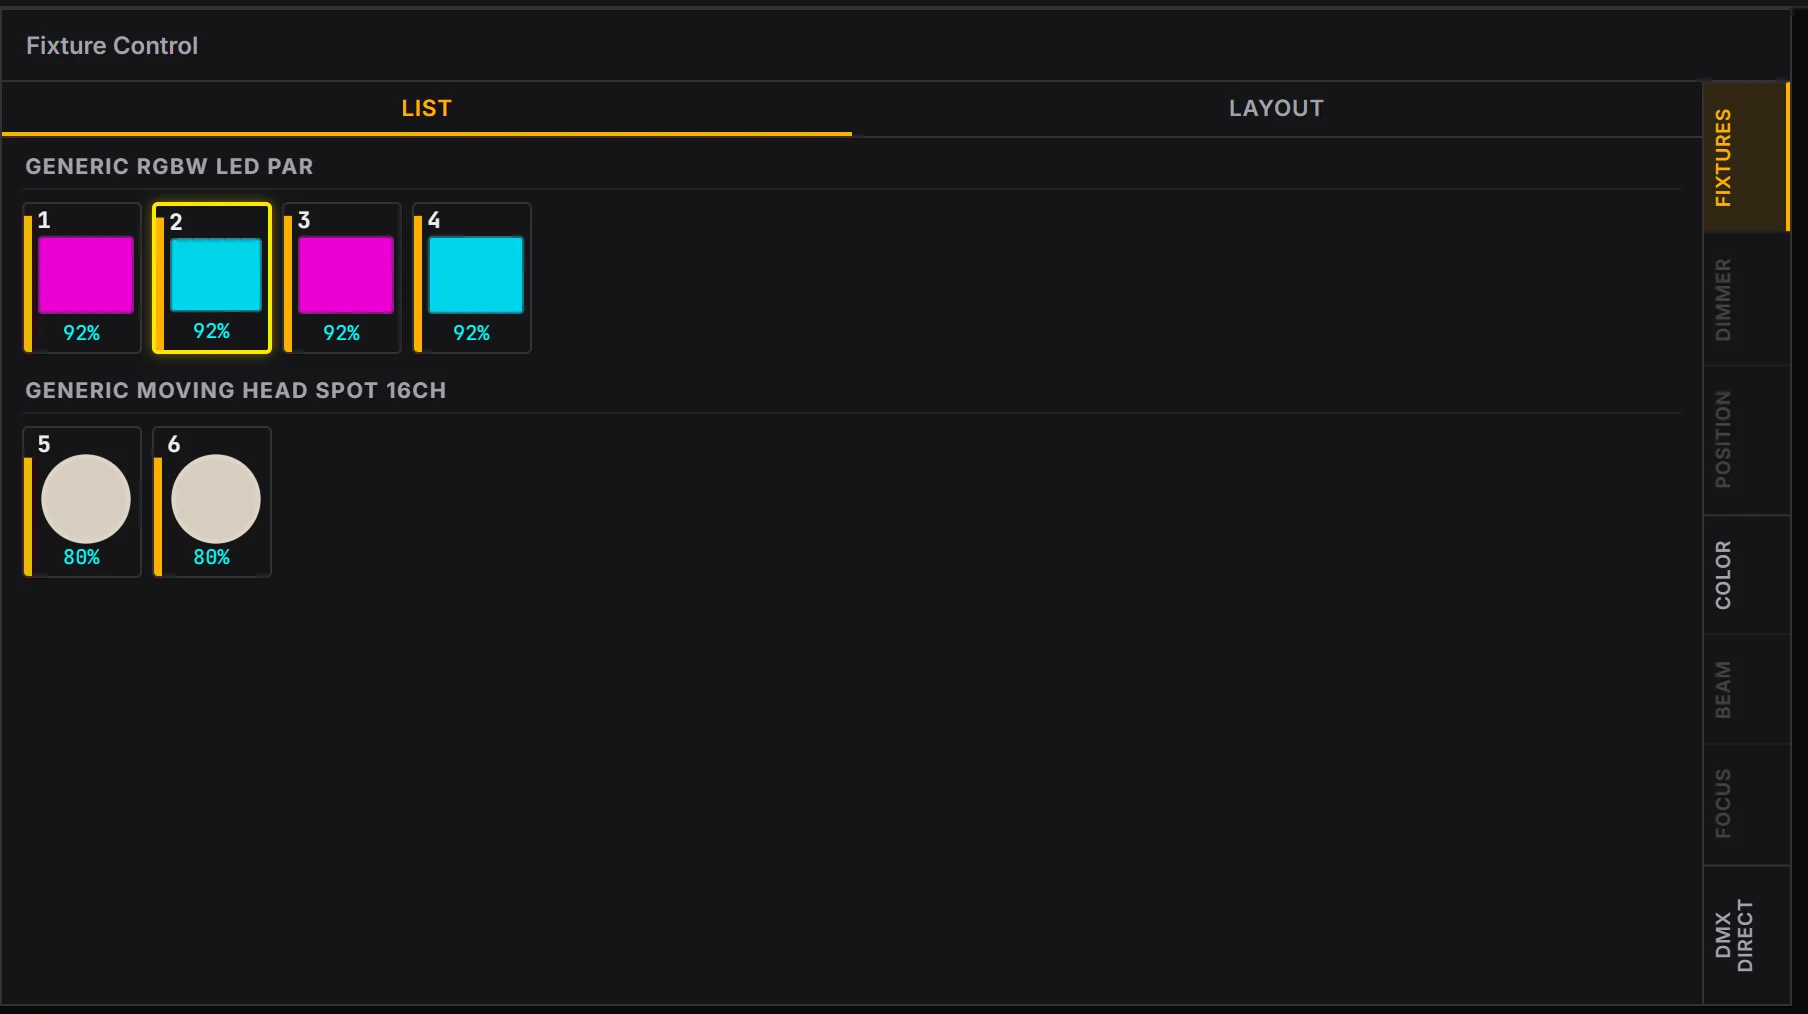 Fixture Control
LIST
LAYOUT
GENERIC RGBW LED PAR
1
2
3
4
92%
92%
92%
92%
GENERIC MOVING HEAD SPOT 16CH
5
6
80%
80%
FIXTURES
DIMMER
POSITION
COLOR
BEAM
FOCUS
DMX
DIRECT